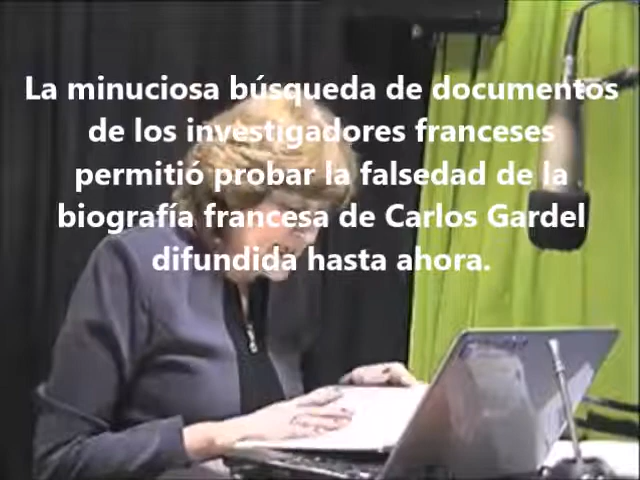 La minuciosa búsqueda de documentos
de los investigadores franceses
permitió probar la falsedad de la
biografía francesa de Carlos Gardel
difundida hasta ahora.